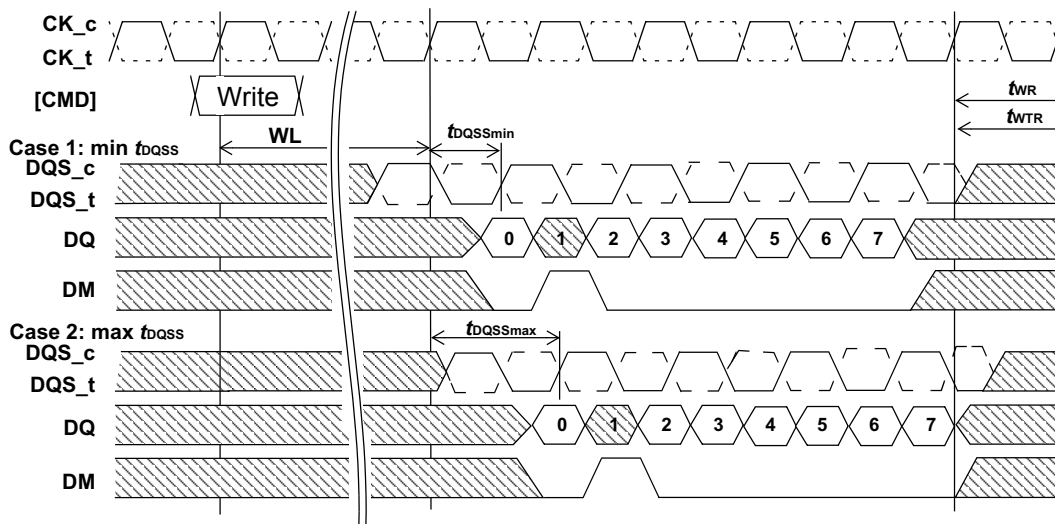 CK_c
CK_t
[CMD] Write tWR
WL tDQSSmin tWTR
Case 1: min tDQSS
DQS_c
DQS_t
DQ 0 1 2 3 4 5 6 7
DM
Case 2: max tDQSS tDQSSmax
DQS_c
DQS_t
DQ 0 1 2 3 4 5 6 7
DM